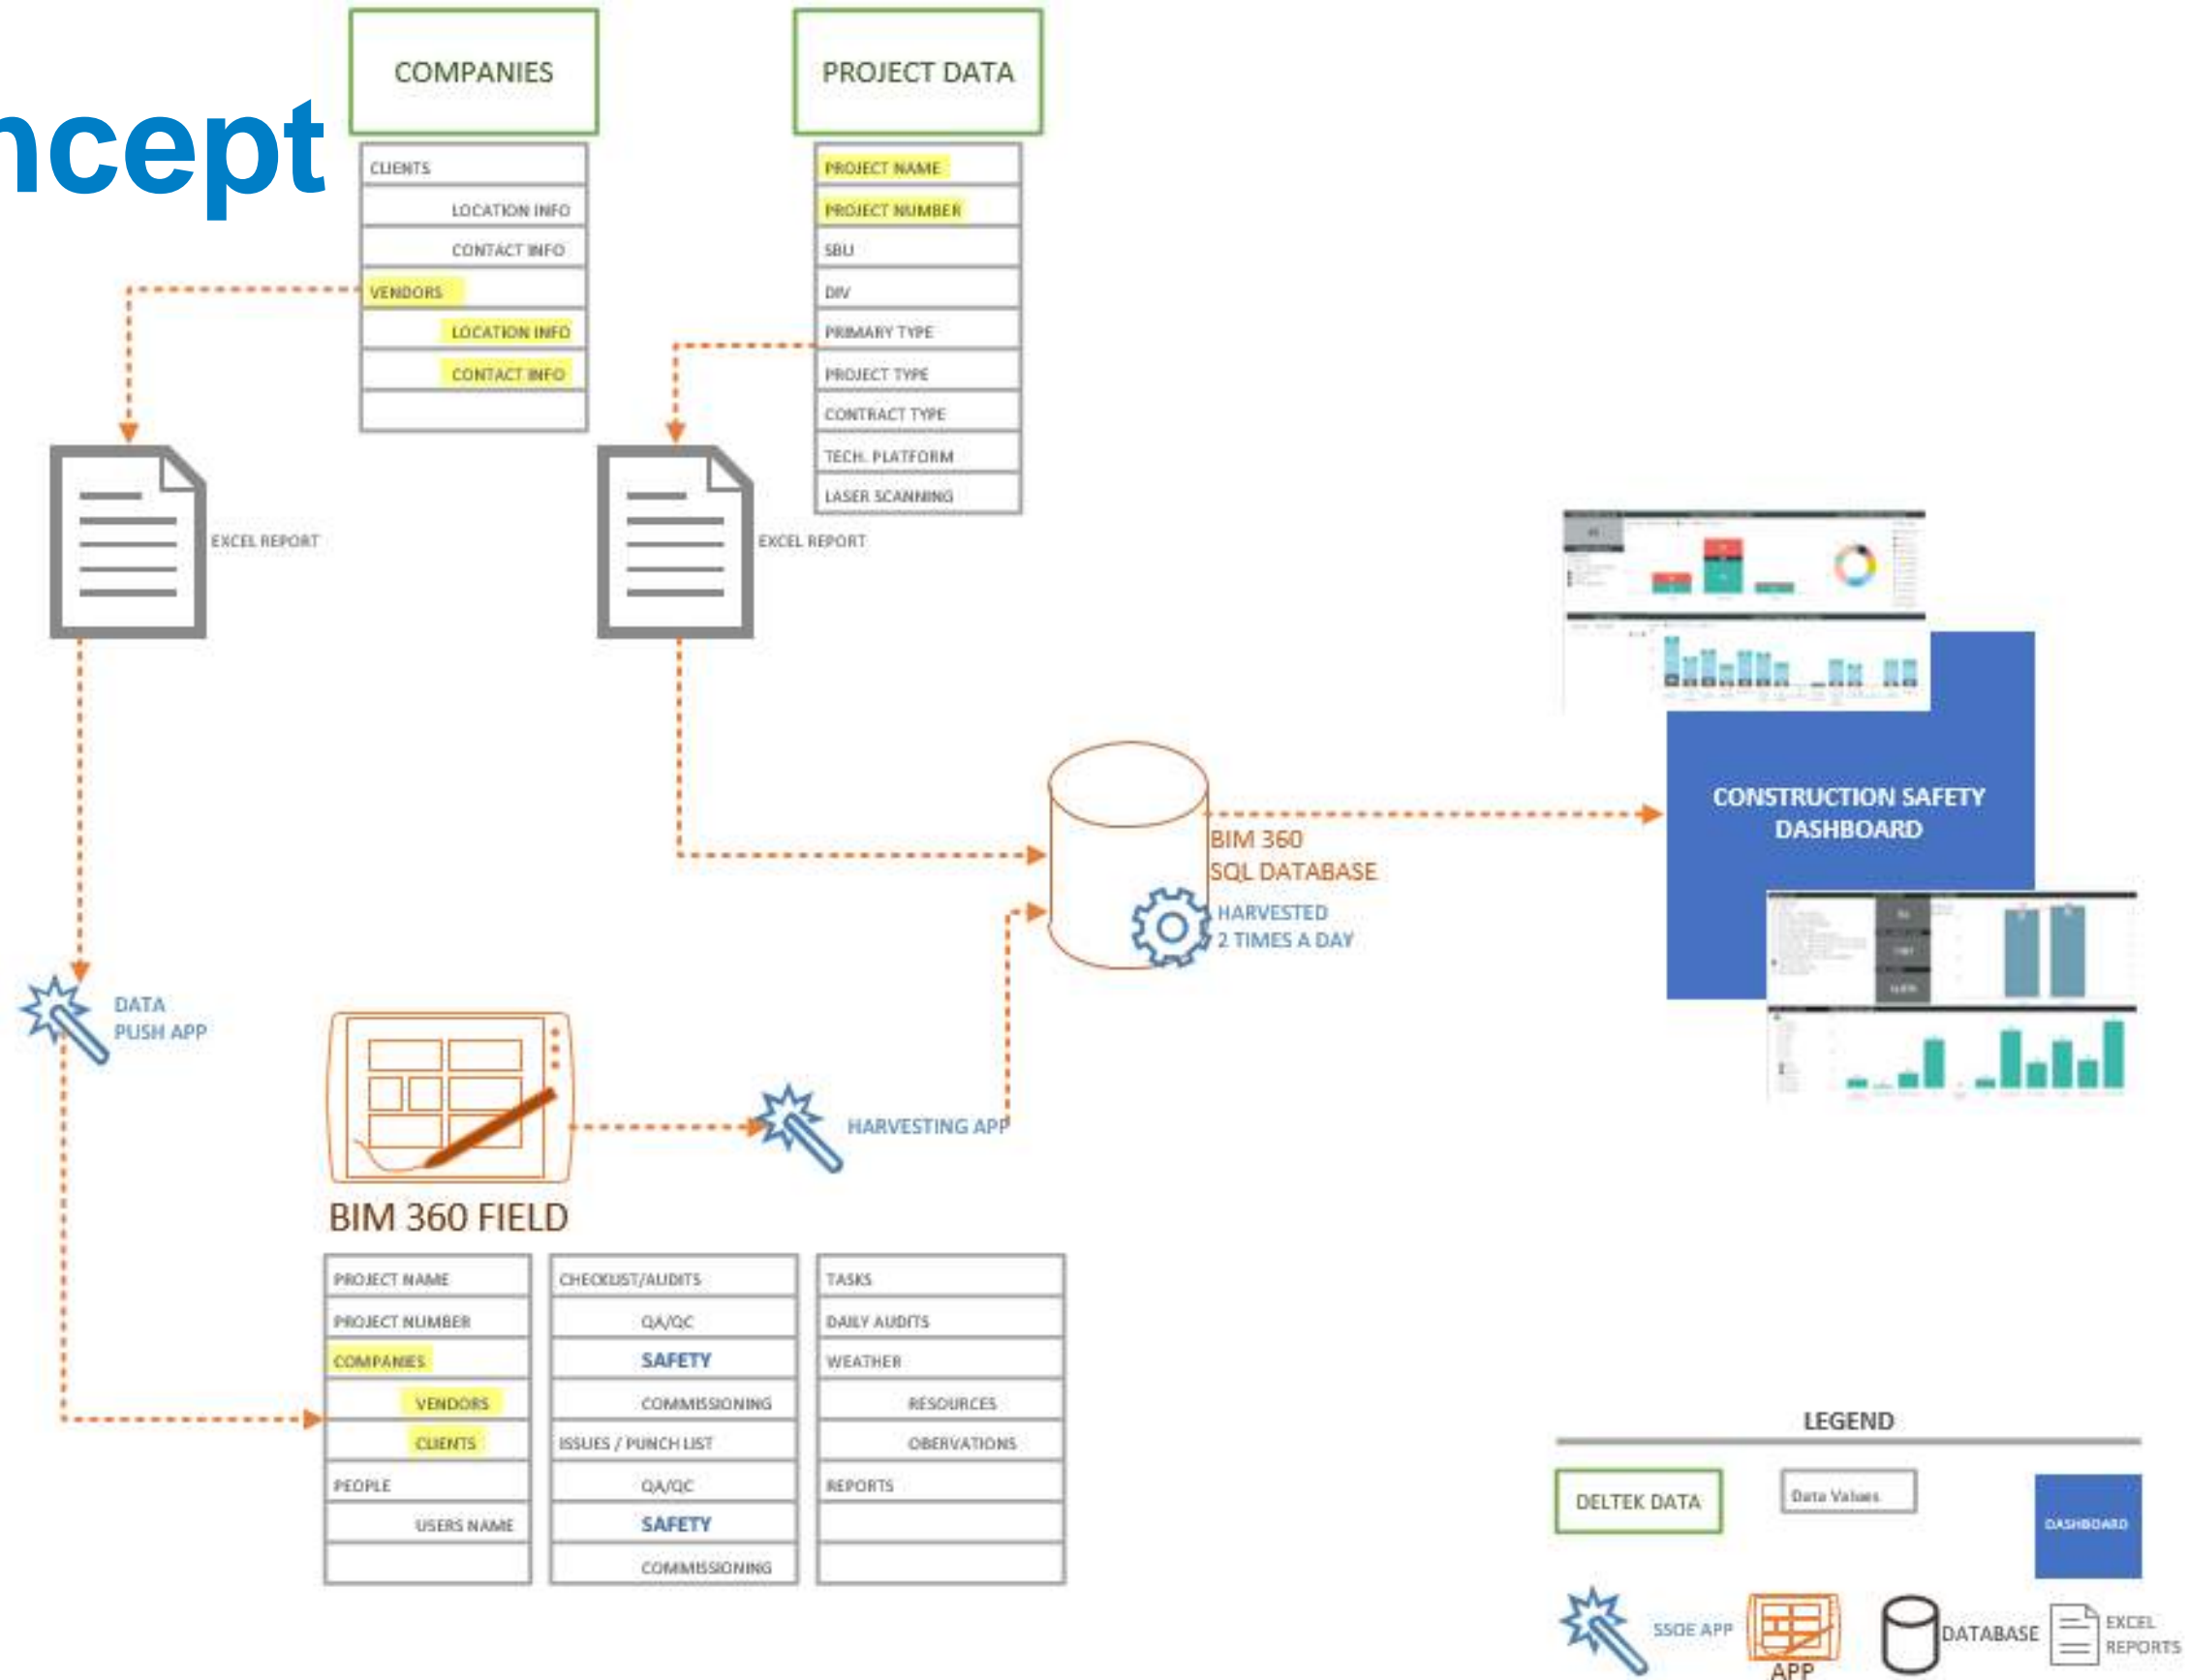 ncept
COMPANIES
CLIENTS
LOCATION INFO
CONTACT INFO
VENDORS
LOCATION INFO
CONTACT INFO
PROJECT DATA
PROJECT NAME
PROJECT NUMBER
SBU
DIV
PRIMARY TYPE
PROJECT TYPE
CONTRACT TYPE
TECH. PLATFORM
LASER SCANNING
EXCEL REPORT
EXCEL REPORT
CONSTRUCTION SAFETY
DASHBOARD
BIM 360
SQL DATABASE
HARVESTED
2 TIMES A DAY
DATA
PUSH APP
HARVESTING APP
BIM 360 FIELD
PROJECT NAME
PROJECT NUMBER
COMPANIES
VENDORS
CLIENTS
PEOPLE
USERS NAME
CHECKLIST/AUDITS
QA/QC
SAFETY
COMMISSIONING
ISSUES / PUNCH LIST
QA/QC
SAFETY
COMMISSIONING
TASKS
DAILY AUDITS
WEATHER
RESOURCES
OBERVATIONS
REPORTS
LEGEND
DELTEK DATA
Data Values
DASHBOARD
SSOE APP
APP
DATABASE
EXCEL
REPORTS